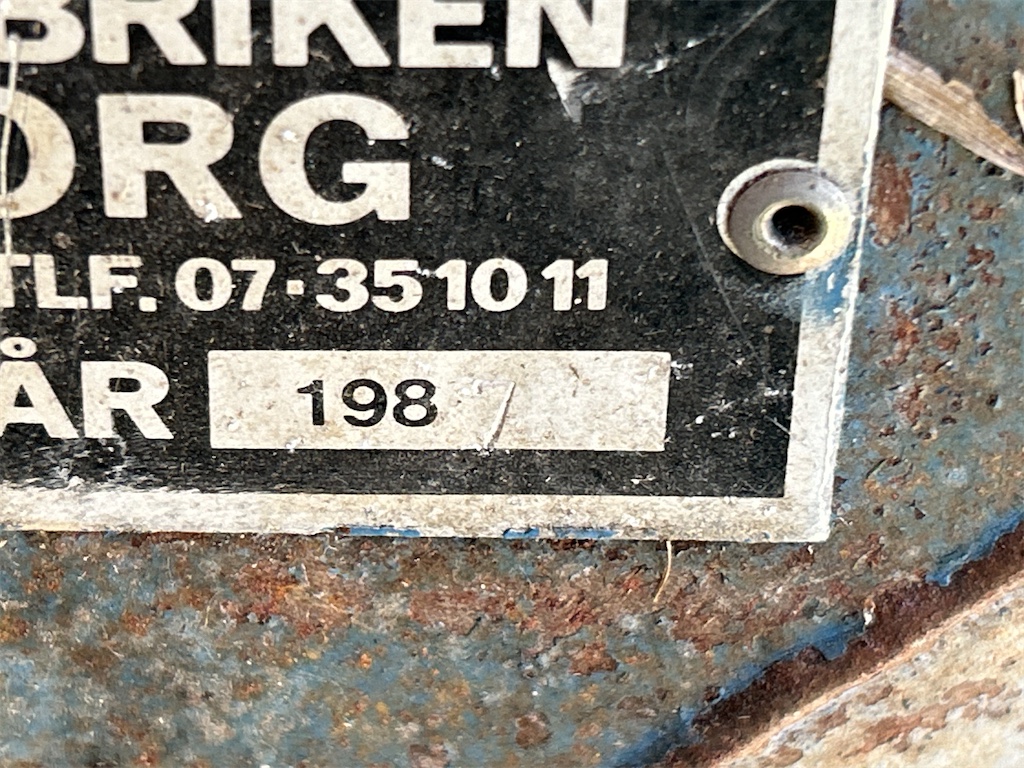 BRIKEN
ORG
TLF. 07-351011
ÅR 198